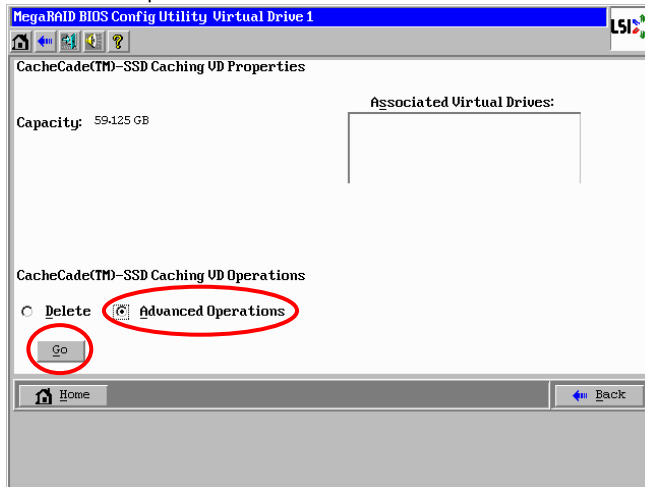 MegaRAID BIOS Config Utility Virtual Drive 1
LSI
CacheCade(TM)-SSD Caching VD Properties
Associated Virtual Drives:
Capacity: 59.125 GB
CacheCade(TM)-SSD Caching VD Operations
Delete Advanced Operations
Go
Home Back